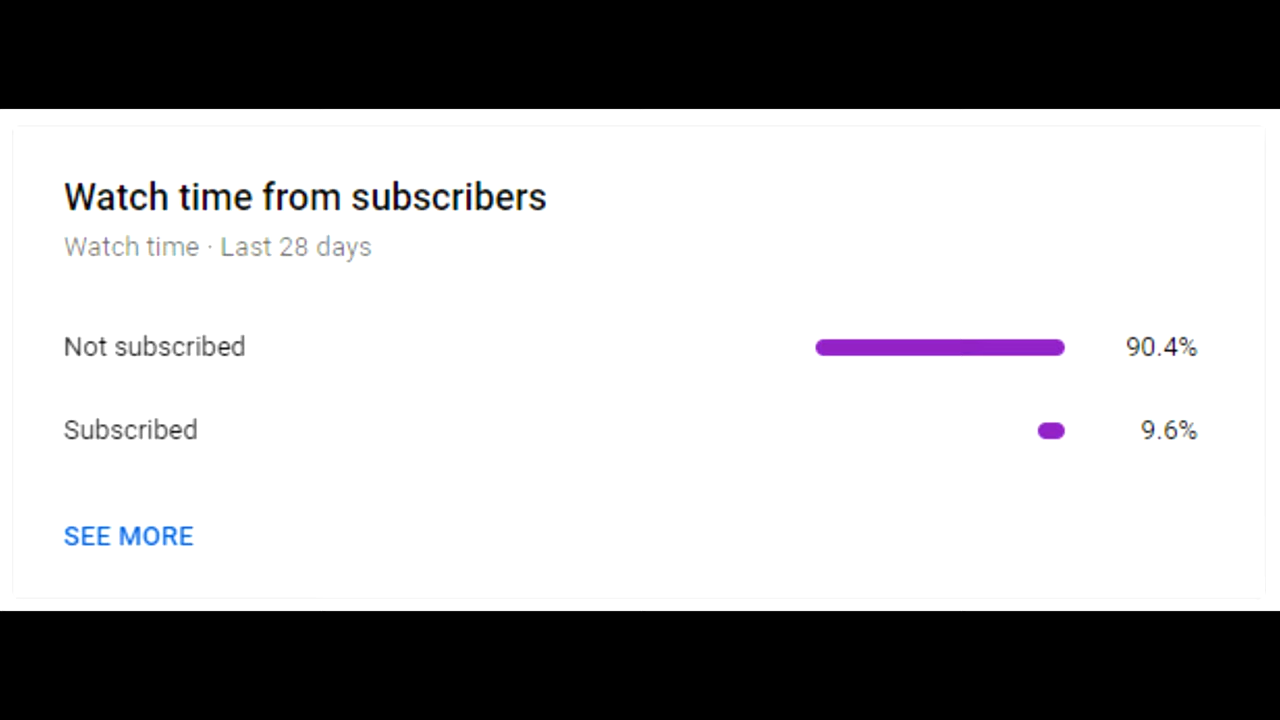 Watch time from subscribers
Watch time · Last 28 days
Not subscribed 90.4%
Subscribed 9.6%
SEE MORE